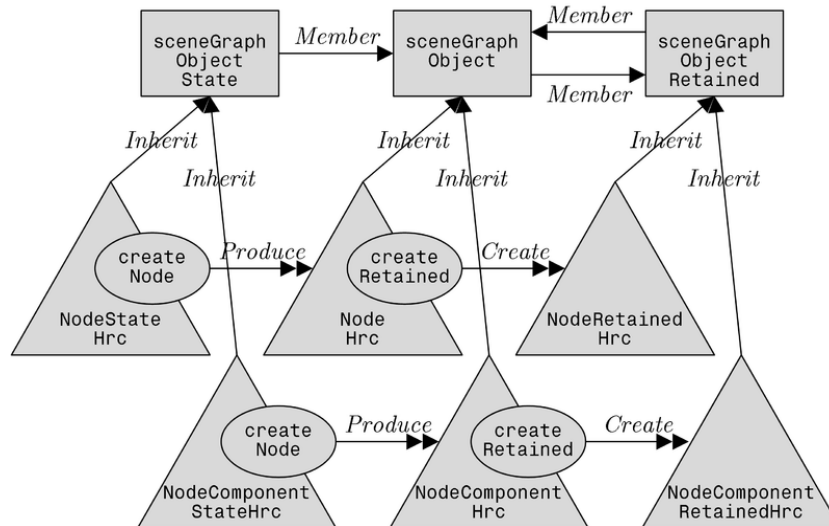 sceneGraph
Object
State
Member
sceneGraph
Object
Member
Member
sceneGraph
Object
Retained
Inherit
Inherit
Inherit
Inherit
Inherit
Inherit
create
Node
Produce
create
Retained
Create
NodeState
Hrc
Node
Hrc
NodeRetained
Hrc
create
Node
Produce
create
Retained
Create
NodeComponent
StateHrc
NodeComponent
Hrc
NodeComponent
RetainedHrc